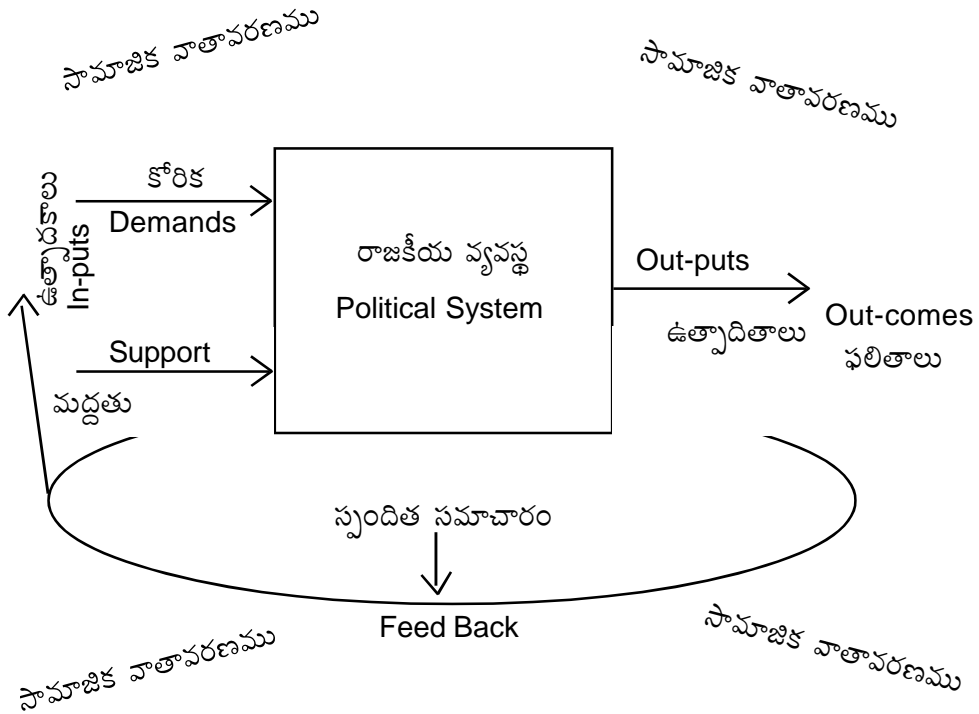 సామాజిక వాతావరణము
సామాజిక వాతావరణము
ఉత్పాదకాలు
In-puts
కోరిక
Demands
రాజకీయ వ్యవస్థ
Political System
Out-puts
ఉత్పాదితాలు
Out-comes
ఫలితాలు
Support
మద్దతు
స్పందిత సమాచారం
Feed Back
సామాజిక వాతావరణము
సామాజిక వాతావరణము